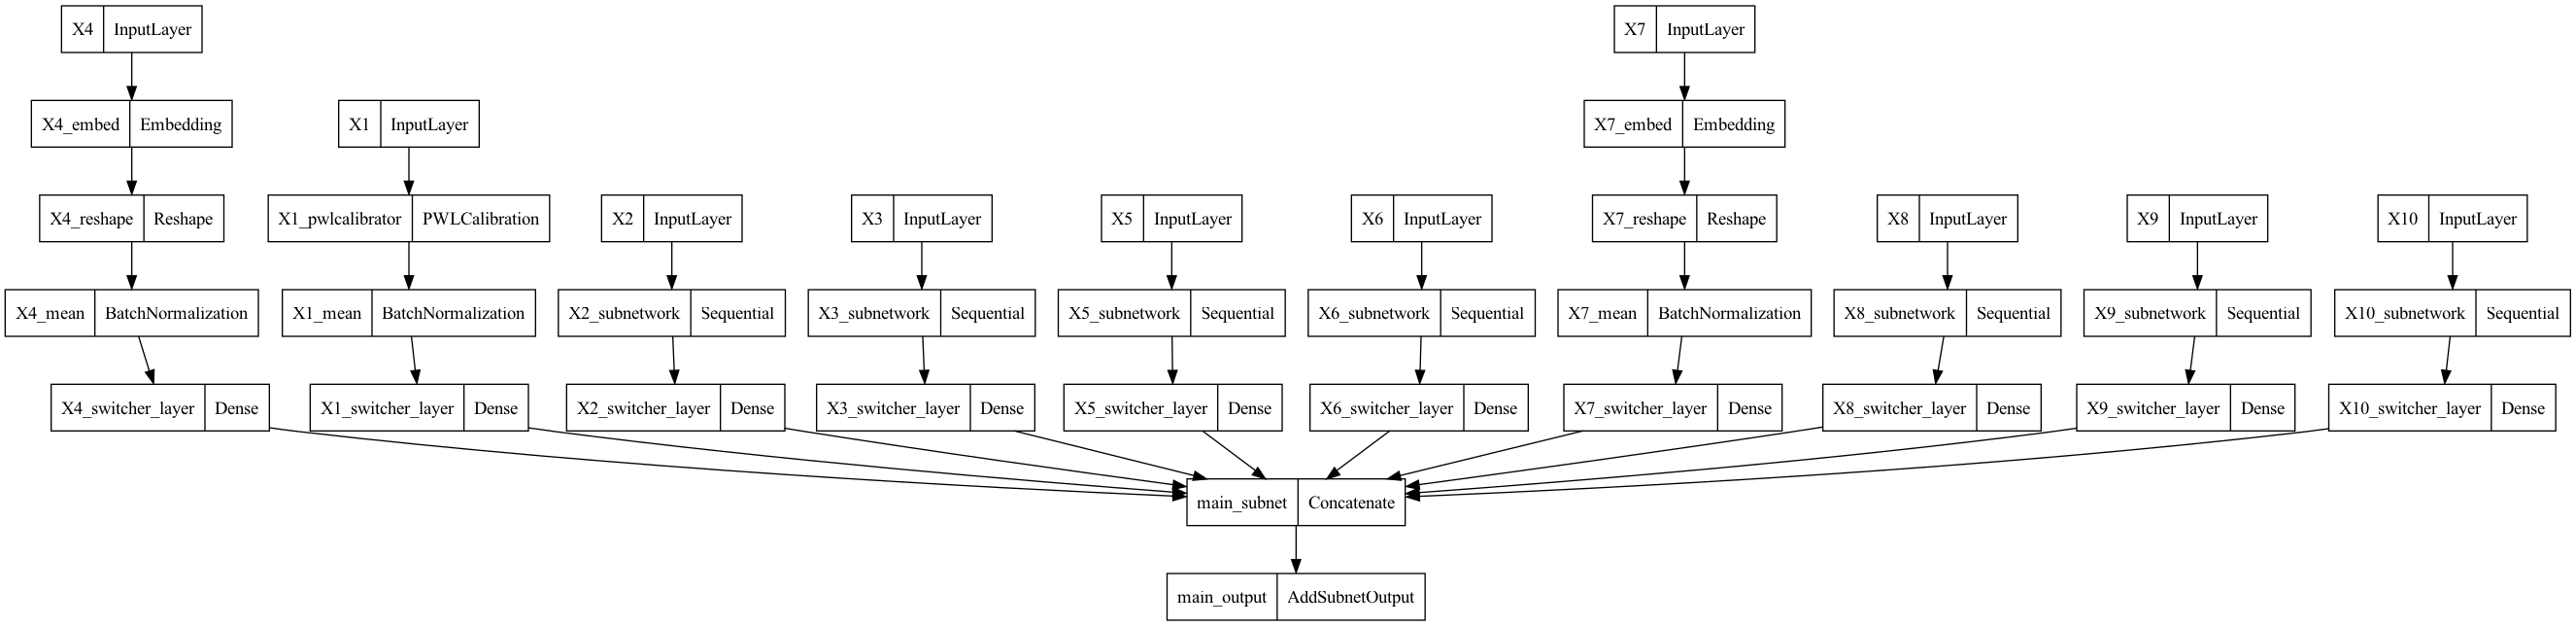 X4 InputLayer X7 InputLayer
X4_embed Embedding X1 InputLayer X7_embed Embedding
X4_reshape Reshape X1_pwlcalibrator PWLCalibration X2 InputLayer X3 InputLayer X5 InputLayer X6 InputLayer X7_reshape Reshape X8 InputLayer X9 InputLayer X10 InputLayer
X4_mean BatchNormalization X1_mean BatchNormalization X2_subnetwork Sequential X3_subnetwork Sequential X5_subnetwork Sequential X6_subnetwork Sequential X7_mean BatchNormalization X8_subnetwork Sequential X9_subnetwork Sequential X10_subnetwork Sequential
X4_switcher_layer Dense X1_switcher_layer Dense X2_switcher_layer Dense X3_switcher_layer Dense X5_switcher_layer Dense X6_switcher_layer Dense X7_switcher_layer Dense X8_switcher_layer Dense X9_switcher_layer Dense X10_switcher_layer Dense
main_subnet Concatenate
main_output AddSubnetOutput